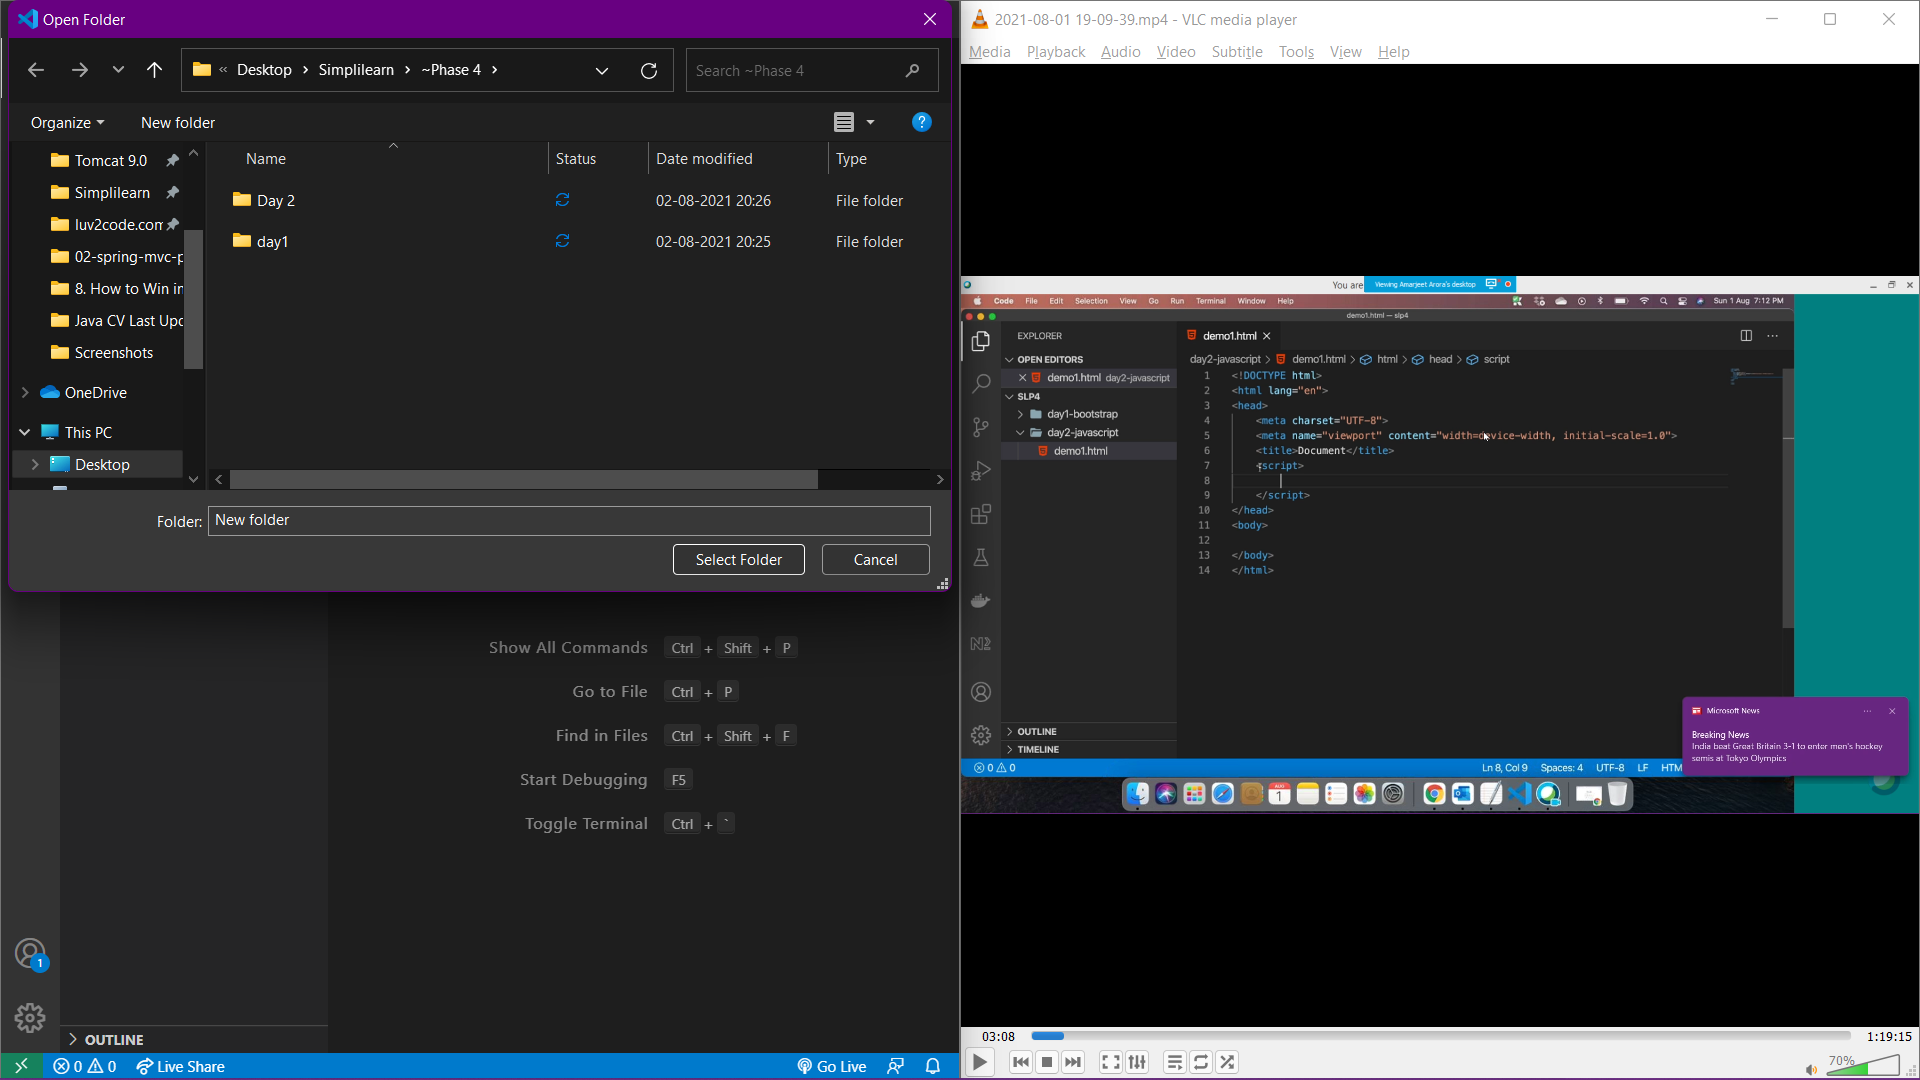 Open Folder
« Desktop › Simplilearn › ~Phase 4 ›
Search ~Phase 4
Organize
New folder
Name
Status
Date modified
Type
Tomcat 9.0
Simplilearn
luv2code.com
02-spring-mvc-p
8. How to Win in
Java CV Last Upd
Screenshots
OneDrive
This PC
Desktop
Day 2
02-08-2021 20:26
File folder
day1
02-08-2021 20:25
File folder
Folder: New folder
Select Folder
Cancel
Show All Commands Ctrl + Shift + P
Go to File Ctrl + P
Find in Files Ctrl + Shift + F
Start Debugging F5
Toggle Terminal Ctrl + `
1
OUTLINE
0 0 Live Share
Go Live
2021-08-01 19-09-39.mp4 - VLC media player
Media Playback Audio Video Subtitle Tools View Help
You are
Viewing Amarjeet Arora's desktop
Code File Edit Selection View Go Run Terminal Window Help
Sun 1 Aug 7:12 PM
demo1.html — slp4
EXPLORER
OPEN EDITORS
demo1.html day2-javascript
SLP4
day1-bootstrap
day2-javascript
demo1.html
OUTLINE
TIMELINE
demo1.html
day2-javascript > demo1.html > html > head > script
1 <!DOCTYPE html>
2 <html lang="en">
3 <head>
4 <meta charset="UTF-8">
5 <meta name="viewport" content="width=device-width, initial-scale=1.0">
6 <title>Document</title>
7 <script>
8
9 </script>
10 </head>
11 <body>
12
13 </body>
14 </html>
0 0
Ln 8, Col 9 Spaces: 4 UTF-8 LF HTM
Microsoft News
Breaking News
India beat Great Britain 3-1 to enter men's hockey
semis at Tokyo Olympics
AUG
1
03:08
1:19:15
70%